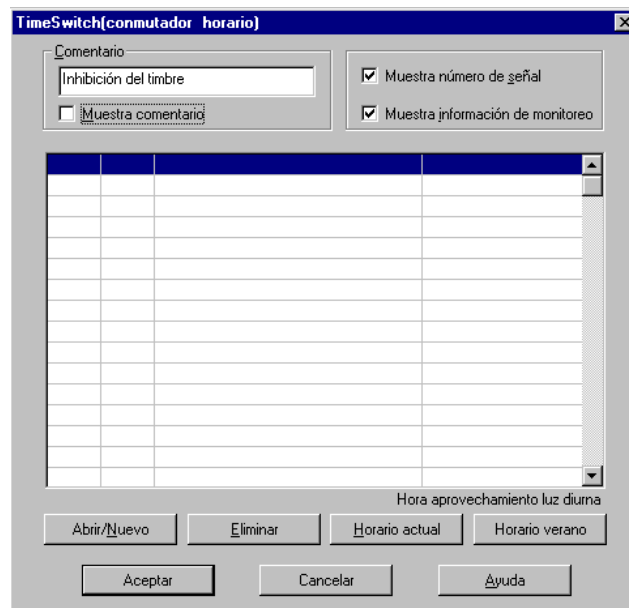 TimeSwitch(conmutador horario)
Comentario
Inhibición del timbre
Muestra comentario
Muestra número de señal
Muestra información de monitoreo
Hora aprovechamiento luz diurna
Abrir/Nuevo
Eliminar
Horario actual
Horario verano
Aceptar
Cancelar
Ayuda